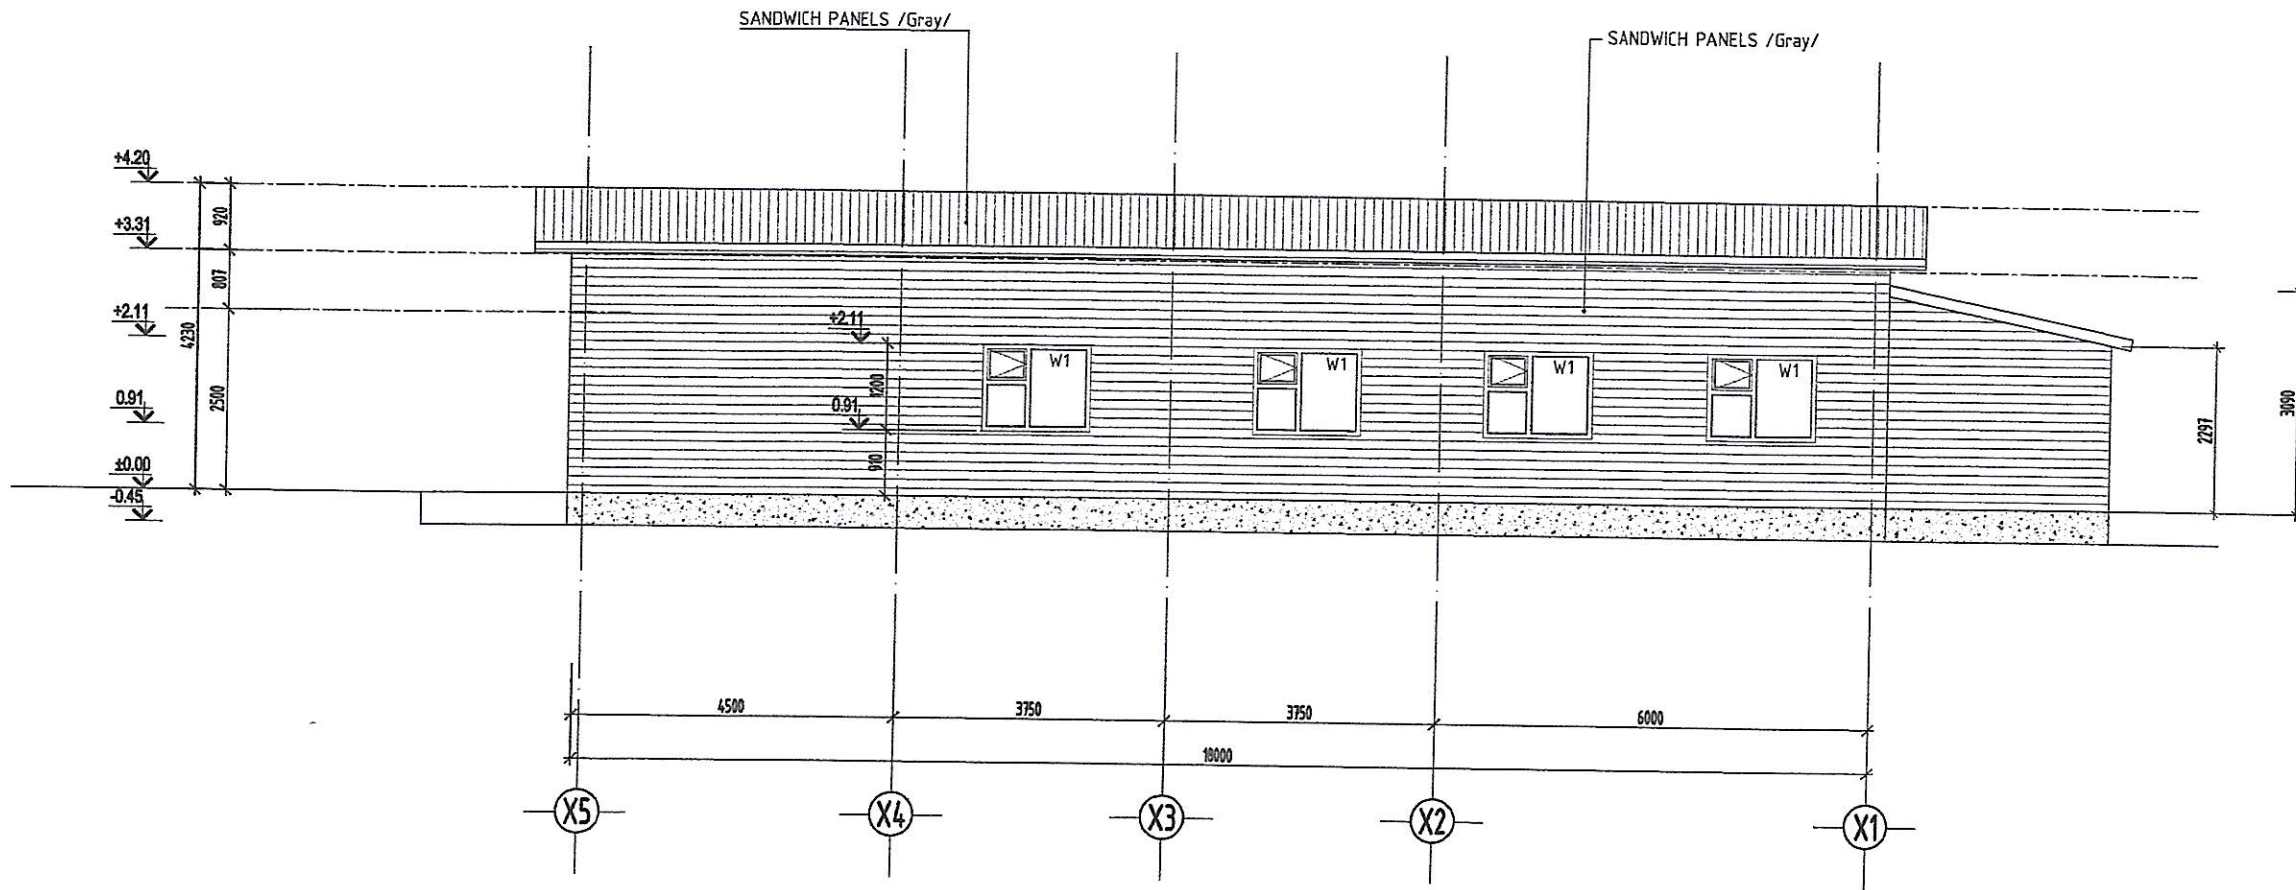 SANDWICH PANELS /Gray/
SANDWICH PANELS /Gray/
+4.20
920
+3.31
807
+2.11
4230
+2.11
W1
W1
W1
W1
1200
0.91
2500
0.91
3090
2297
910
±0.00
-0.45
4500
3750
3750
6000
18000
X5
X4
X3
X2
X1